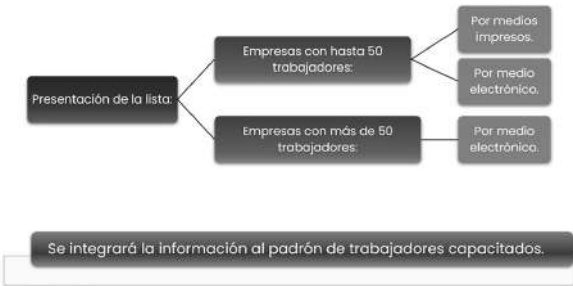 Presentación de la lista:
Empresas con hasta 50
trabajadores:
Por medios
impresos.
Por medio
electrónico.
Empresas con más de 50
trabajadores:
Por medio
electrónico.
Se integrará la información al padrón de trabajadores capacitados.